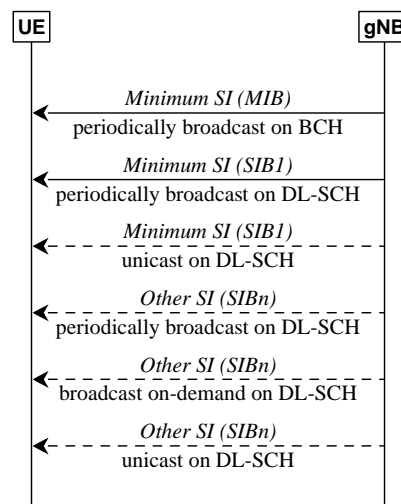 UE gNB
Minimum SI (MIB)
periodically broadcast on BCH
Minimum SI (SIB1)
periodically broadcast on DL-SCH
Minimum SI (SIB1)
unicast on DL-SCH
Other SI (SIBn)
periodically broadcast on DL-SCH
Other SI (SIBn)
broadcast on-demand on DL-SCH
Other SI (SIBn)
unicast on DL-SCH